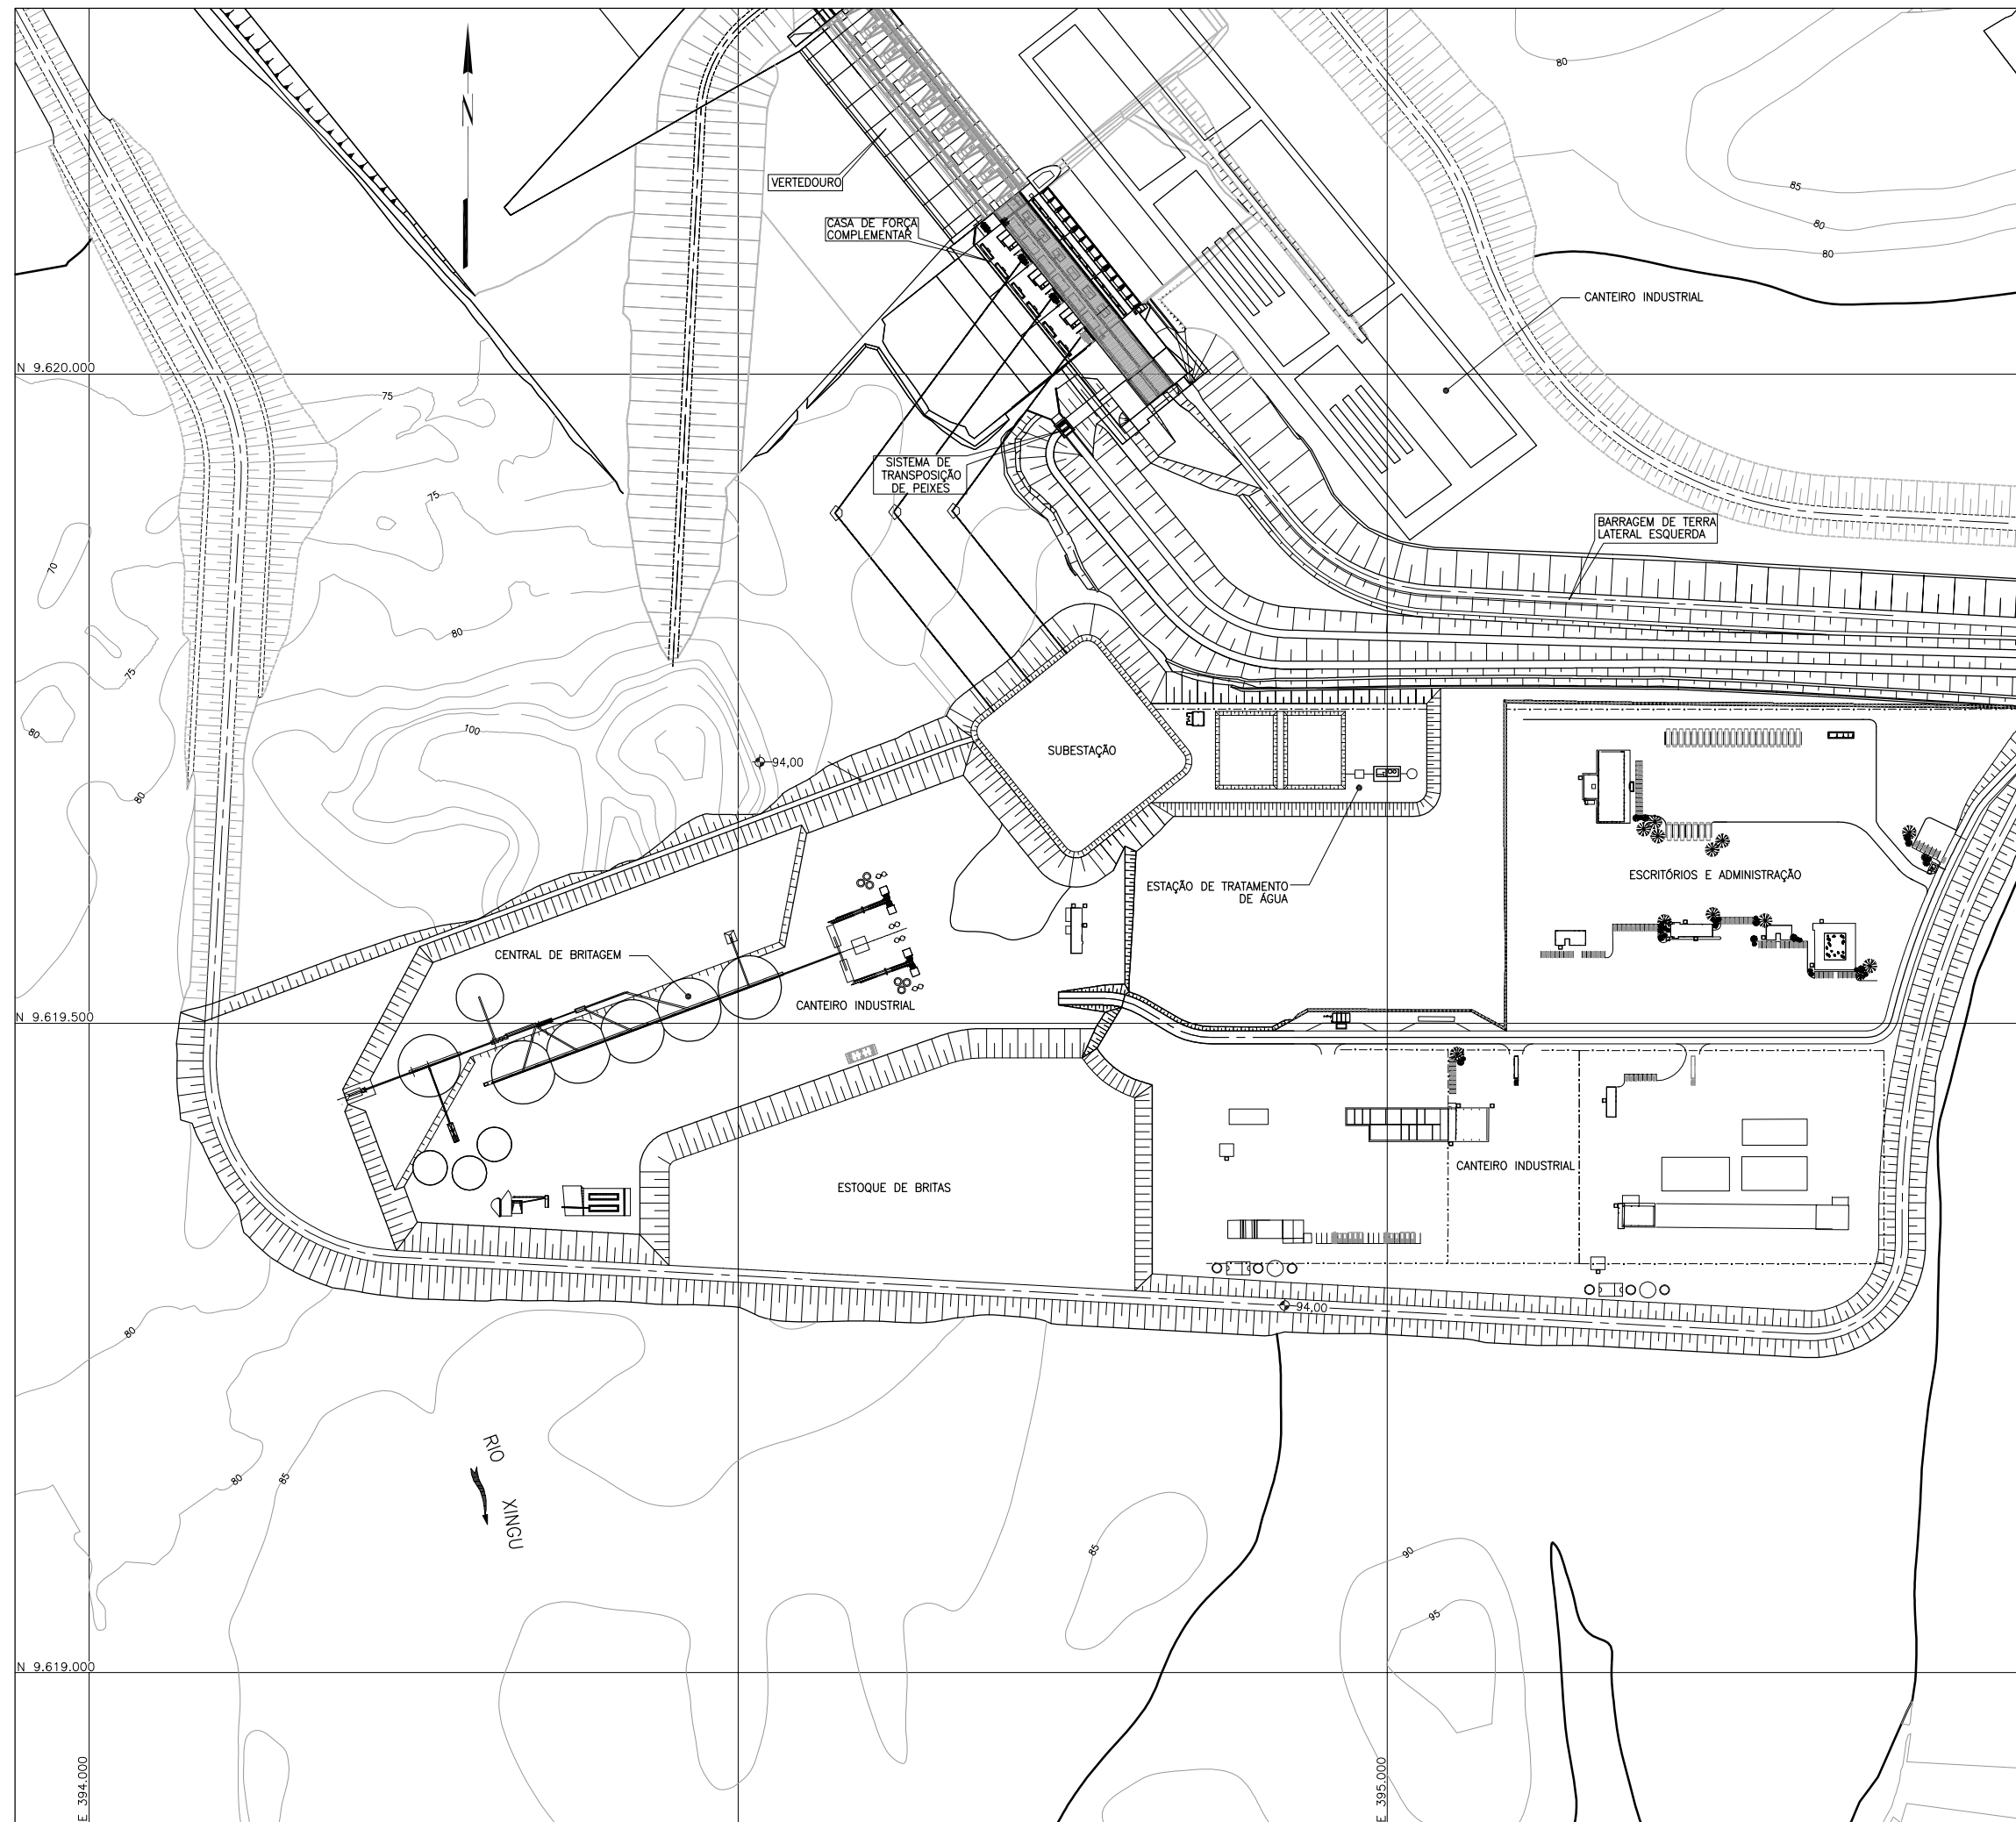 80
N
85
VERTEDOURO
80
CASA DE FORÇA
COMPLEMENTAR
80
CANTEIRO INDUSTRIAL
N 9.620.000
75
SISTEMA DE
TRANSPOSIÇÃO
DE PEIXES
75
BARRAGEM DE TERRA
LATERAL ESQUERDA
70
80
75
80
100
SUBESTAÇÃO
94,00
80
ESCRITÓRIOS E ADMINISTRAÇÃO
ESTAÇÃO DE TRATAMENTO
DE ÁGUA
CENTRAL DE BRITAGEM
CANTEIRO INDUSTRIAL
N 9.619.500
CANTEIRO INDUSTRIAL
ESTOQUE DE BRITAS
94,00
80
RIO
XINGU
80
85
85
90
95
N 9.619.000
E 394.000
E 395.000